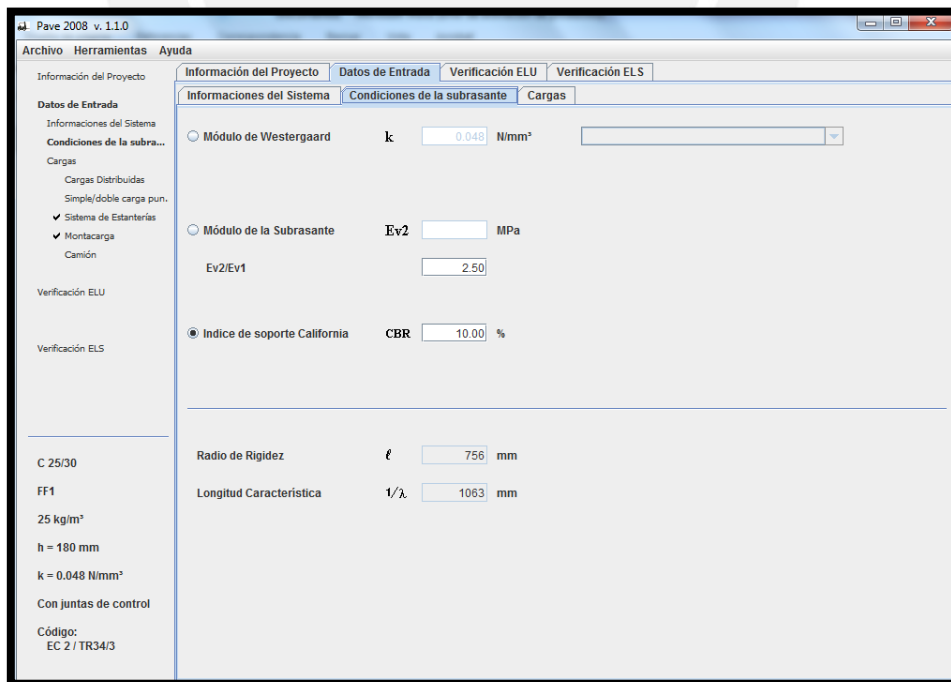 Pave 2008 v. 1.1.0
Archivo Herramientas Ayuda
Información del Proyecto
Datos de Entrada
Informaciones del Sistema
Condiciones de la subra...
Cargas
Cargas Distribuidas
Simple/doble carga pun.
Sistema de Estanterías
Montacarga
Camión
Verificación ELU
Verificación ELS
C 25/30
FF1
25 kg/m³
h = 180 mm
k = 0.048 N/mm³
Con juntas de control
Código:
EC 2 / TR34/3
Información del Proyecto Datos de Entrada Verificación ELU Verificación ELS
Informaciones del Sistema Condiciones de la subrasante Cargas
Módulo de Westergaard k 0.048 N/mm³
Módulo de la Subrasante Ev2 MPa
Ev2/Ev1 2.50
Indice de soporte California CBR 10.00 %
Radio de Rigidez ℓ 756 mm
Longitud Característica 1/λ 1063 mm